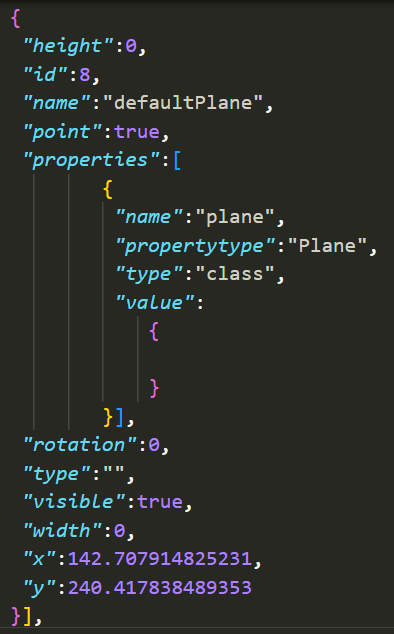 {
"height":0,
"id":8,
"name":"defaultPlane",
"point":true,
"properties":[
{
"name":"plane",
"propertytype":"Plane",
"type":"class",
"value":
{
}
}],
"rotation":0,
"type":"",
"visible":true,
"width":0,
"x":142.707914825231,
"y":240.417838489353
}],